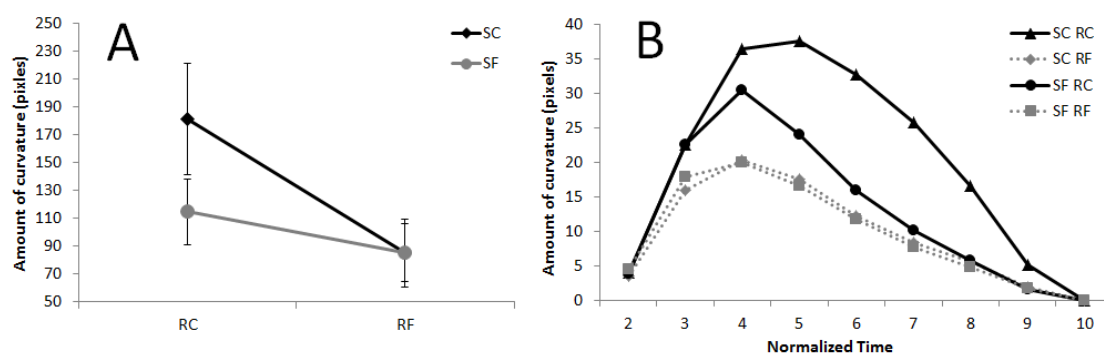 A
SC
SF
Amount of curvature (pixles)
250
230
210
190
170
150
130
110
90
70
50
RC
RF
B
SC RC
SC RF
SF RC
SF RF
Amount of curvature (pixels)
40
35
30
25
20
15
10
5
0
2 3 4 5 6 7 8 9 10
Normalized Time